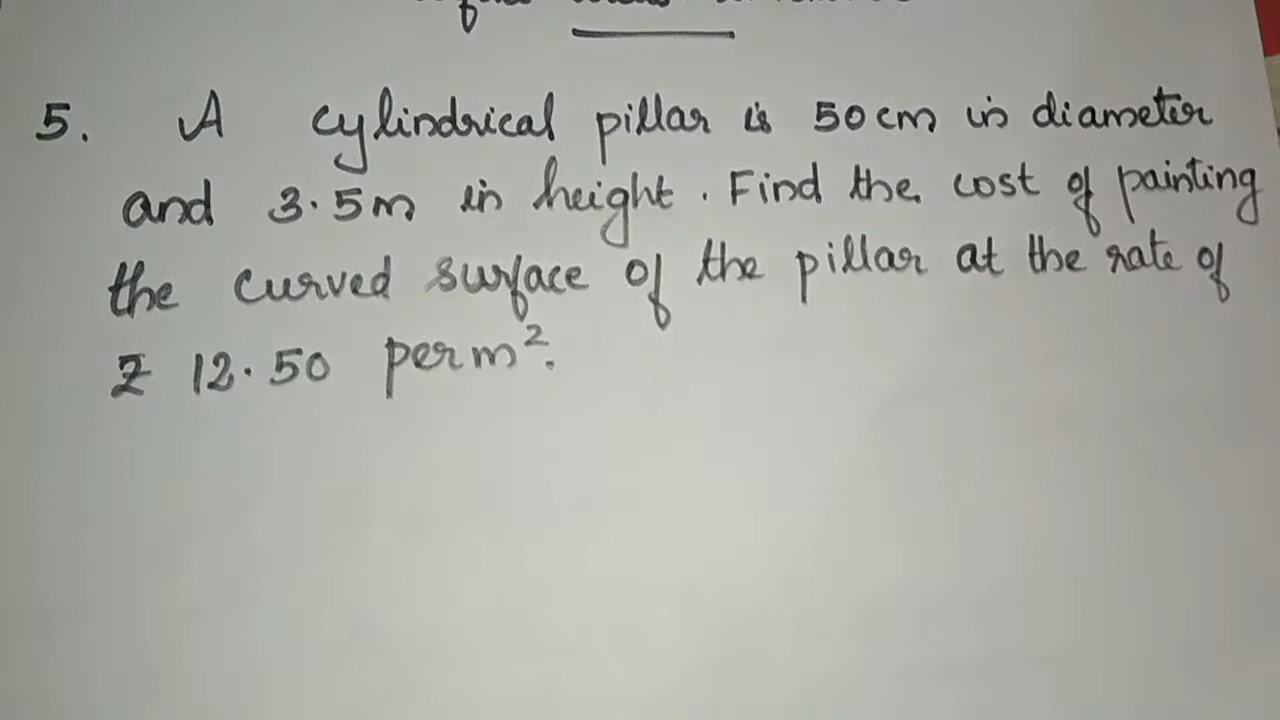 5. A cylindrical pillar is 50cm in diameter
and 3.5m in height. Find the cost of painting
the curved surface of the pillar at the rate of
₹ 12.50 per m².